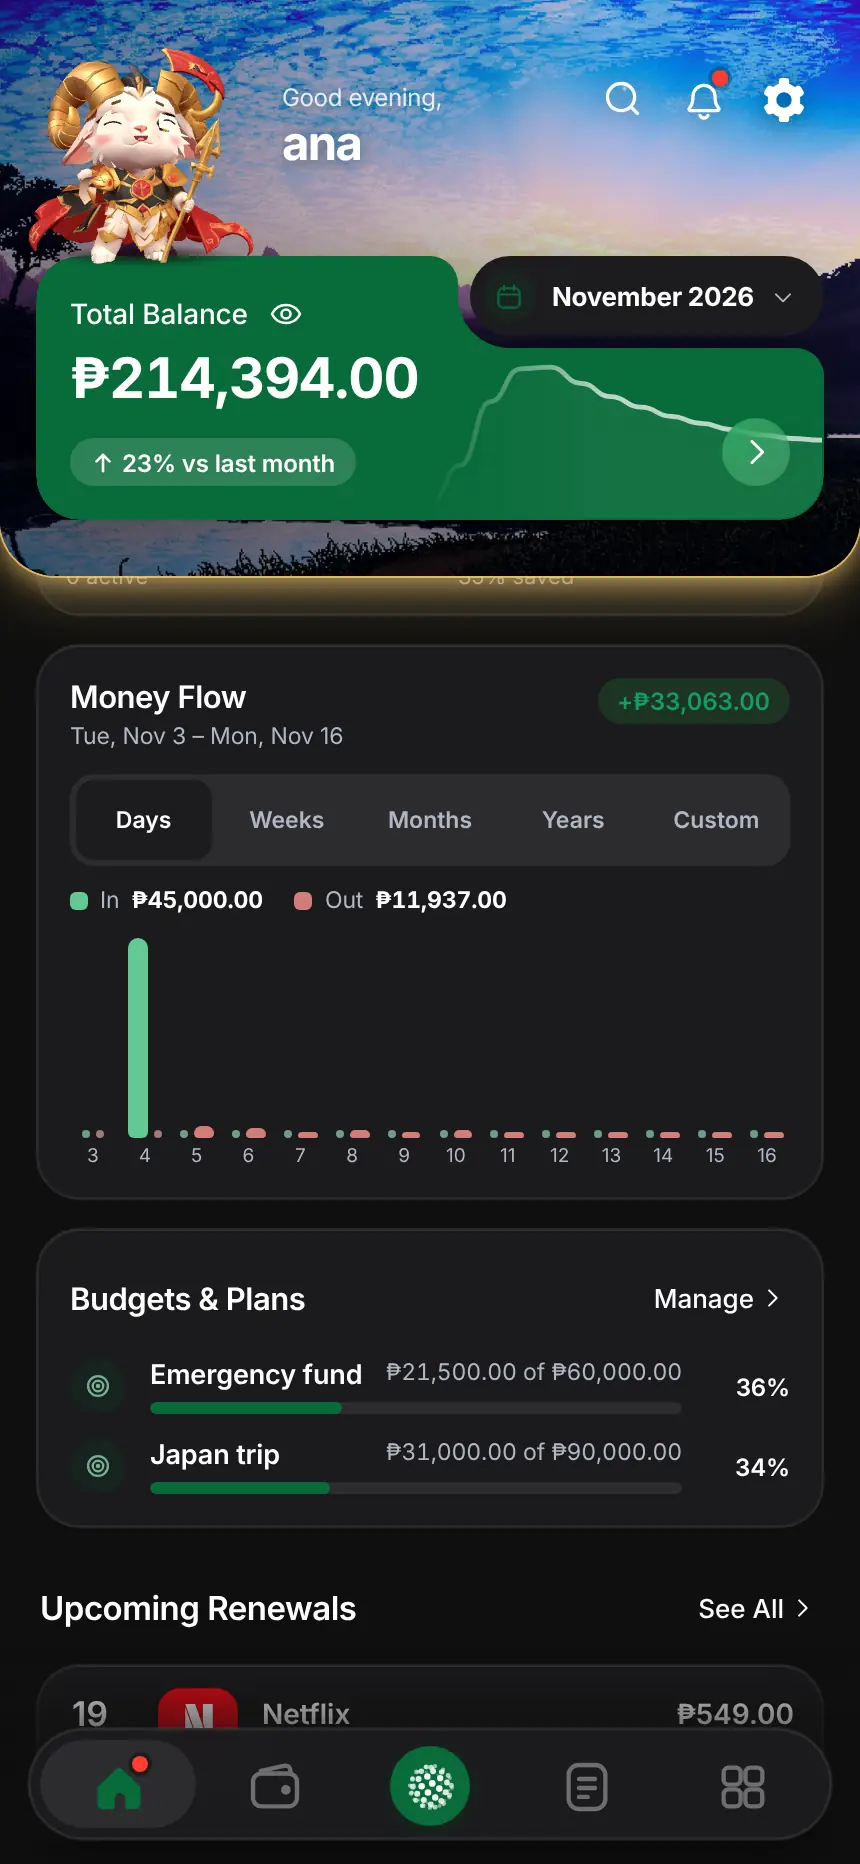 Good evening,
ana
Total Balance
November 2026
₱214,394.00
↑ 23% vs last month
0 active
35% saved
Money Flow
+₱33,063.00
Tue, Nov 3 – Mon, Nov 16
Days Weeks Months Years Custom
In ₱45,000.00 Out ₱11,937.00
3 4 5 6 7 8 9 10 11 12 13 14 15 16
Budgets & Plans
Manage
Emergency fund ₱21,500.00 of ₱60,000.00
36%
Japan trip ₱31,000.00 of ₱90,000.00
34%
Upcoming Renewals
See All
19 N Netflix ₱549.00